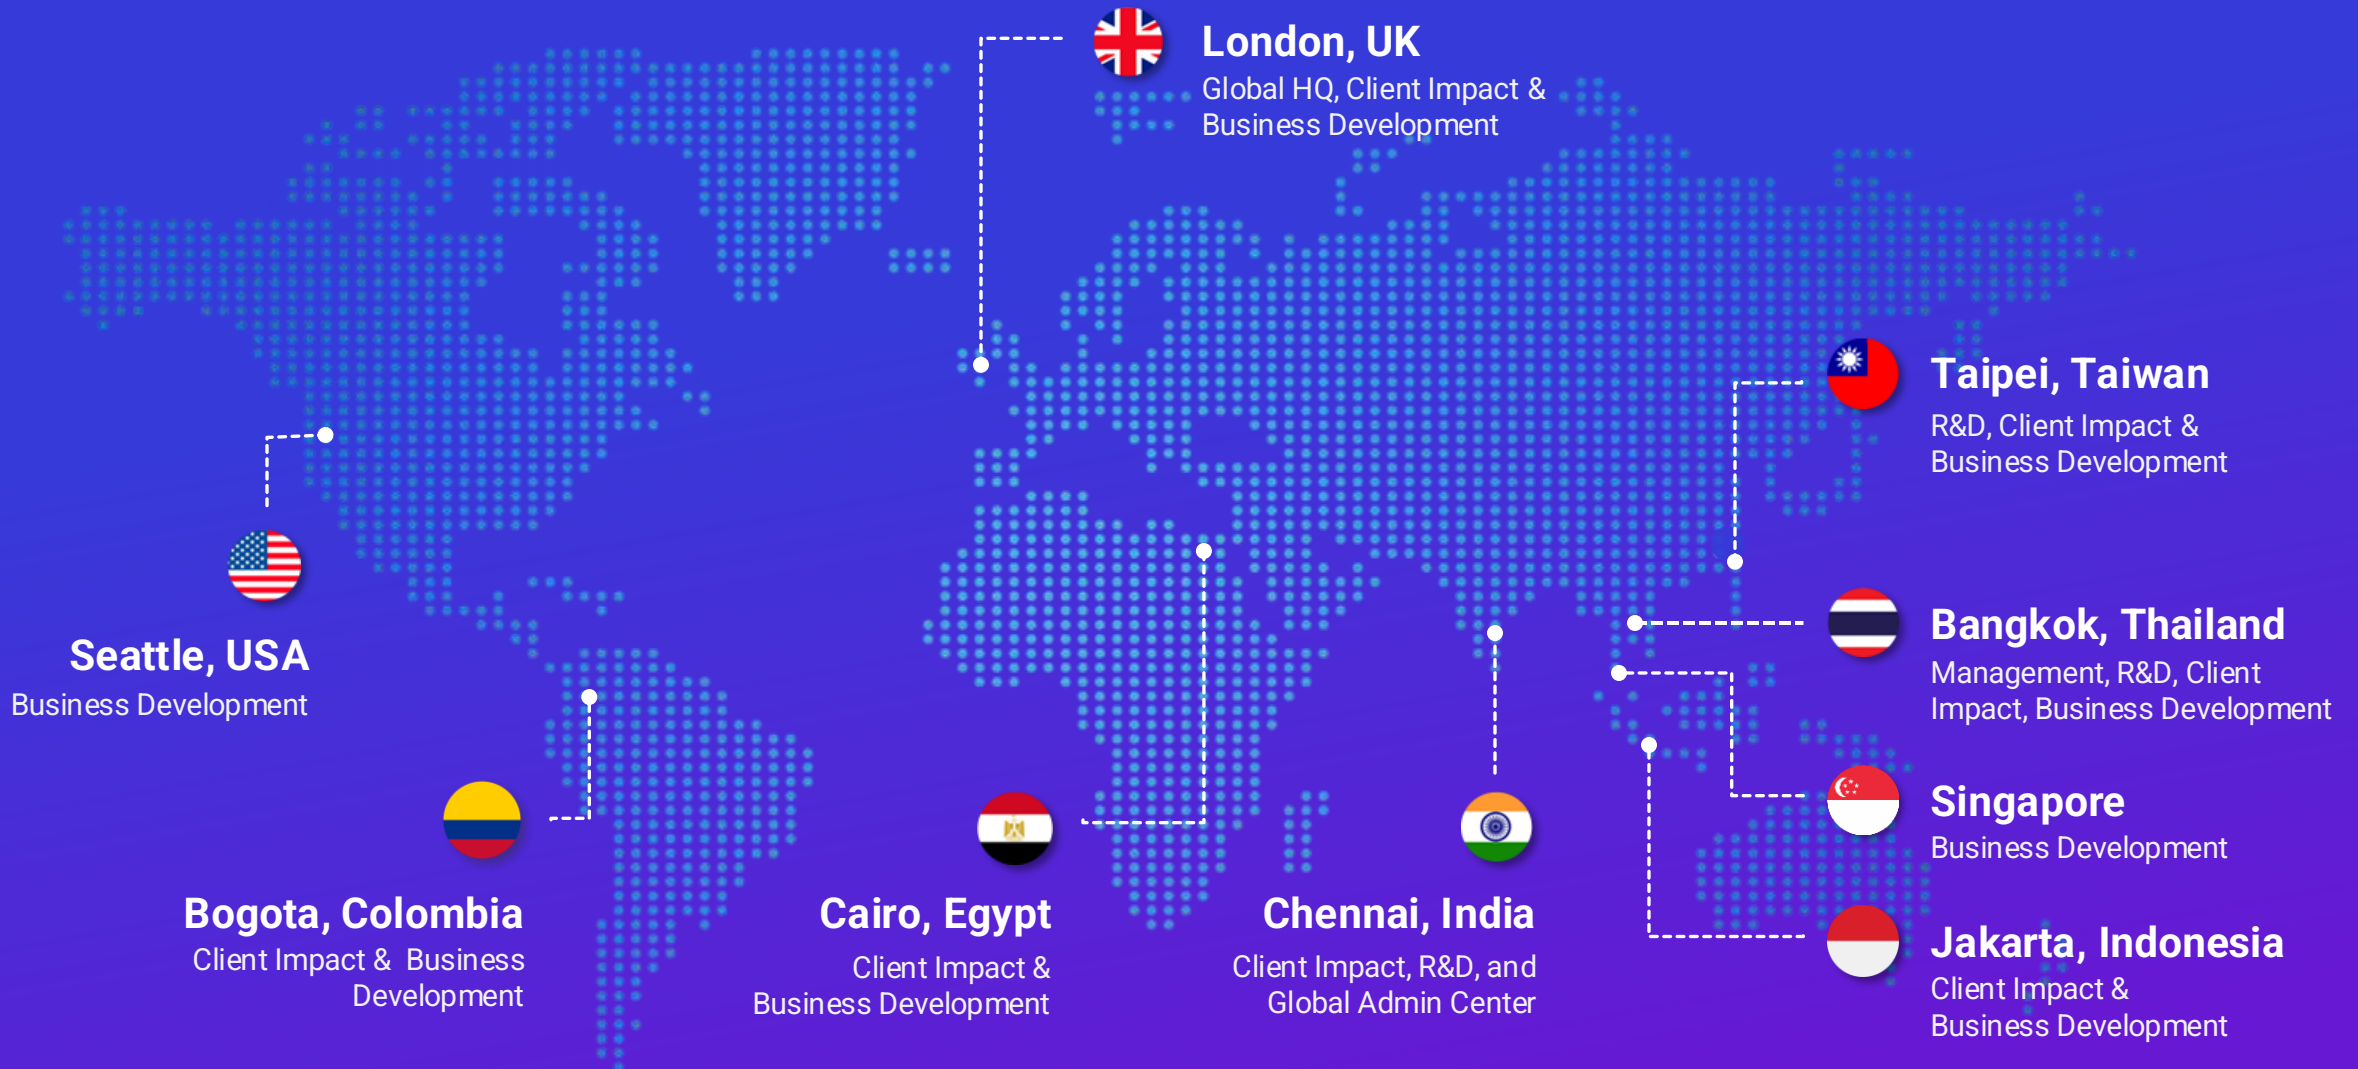 London, UK
Global HQ, Client Impact &
Business Development
Taipei, Taiwan
R&D, Client Impact &
Business Development
Seattle, USA
Business Development
Bangkok, Thailand
Management, R&D, Client
Impact, Business Development
Singapore
Business Development
Bogota, Colombia
Client Impact & Business
Development
Cairo, Egypt
Client Impact &
Business Development
Chennai, India
Client Impact, R&D, and
Global Admin Center
Jakarta, Indonesia
Client Impact &
Business Development